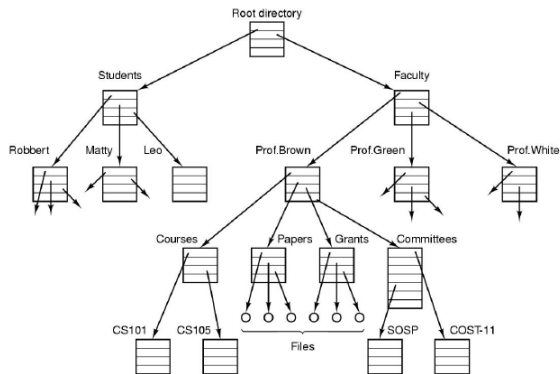 Root directory
Students
Faculty
Robbert
Matty
Leo
Prof.Brown
Prof.Green
Prof.White
Courses
Papers
Grants
Committees
CS101
CS105
Files
SOSP
COST-11